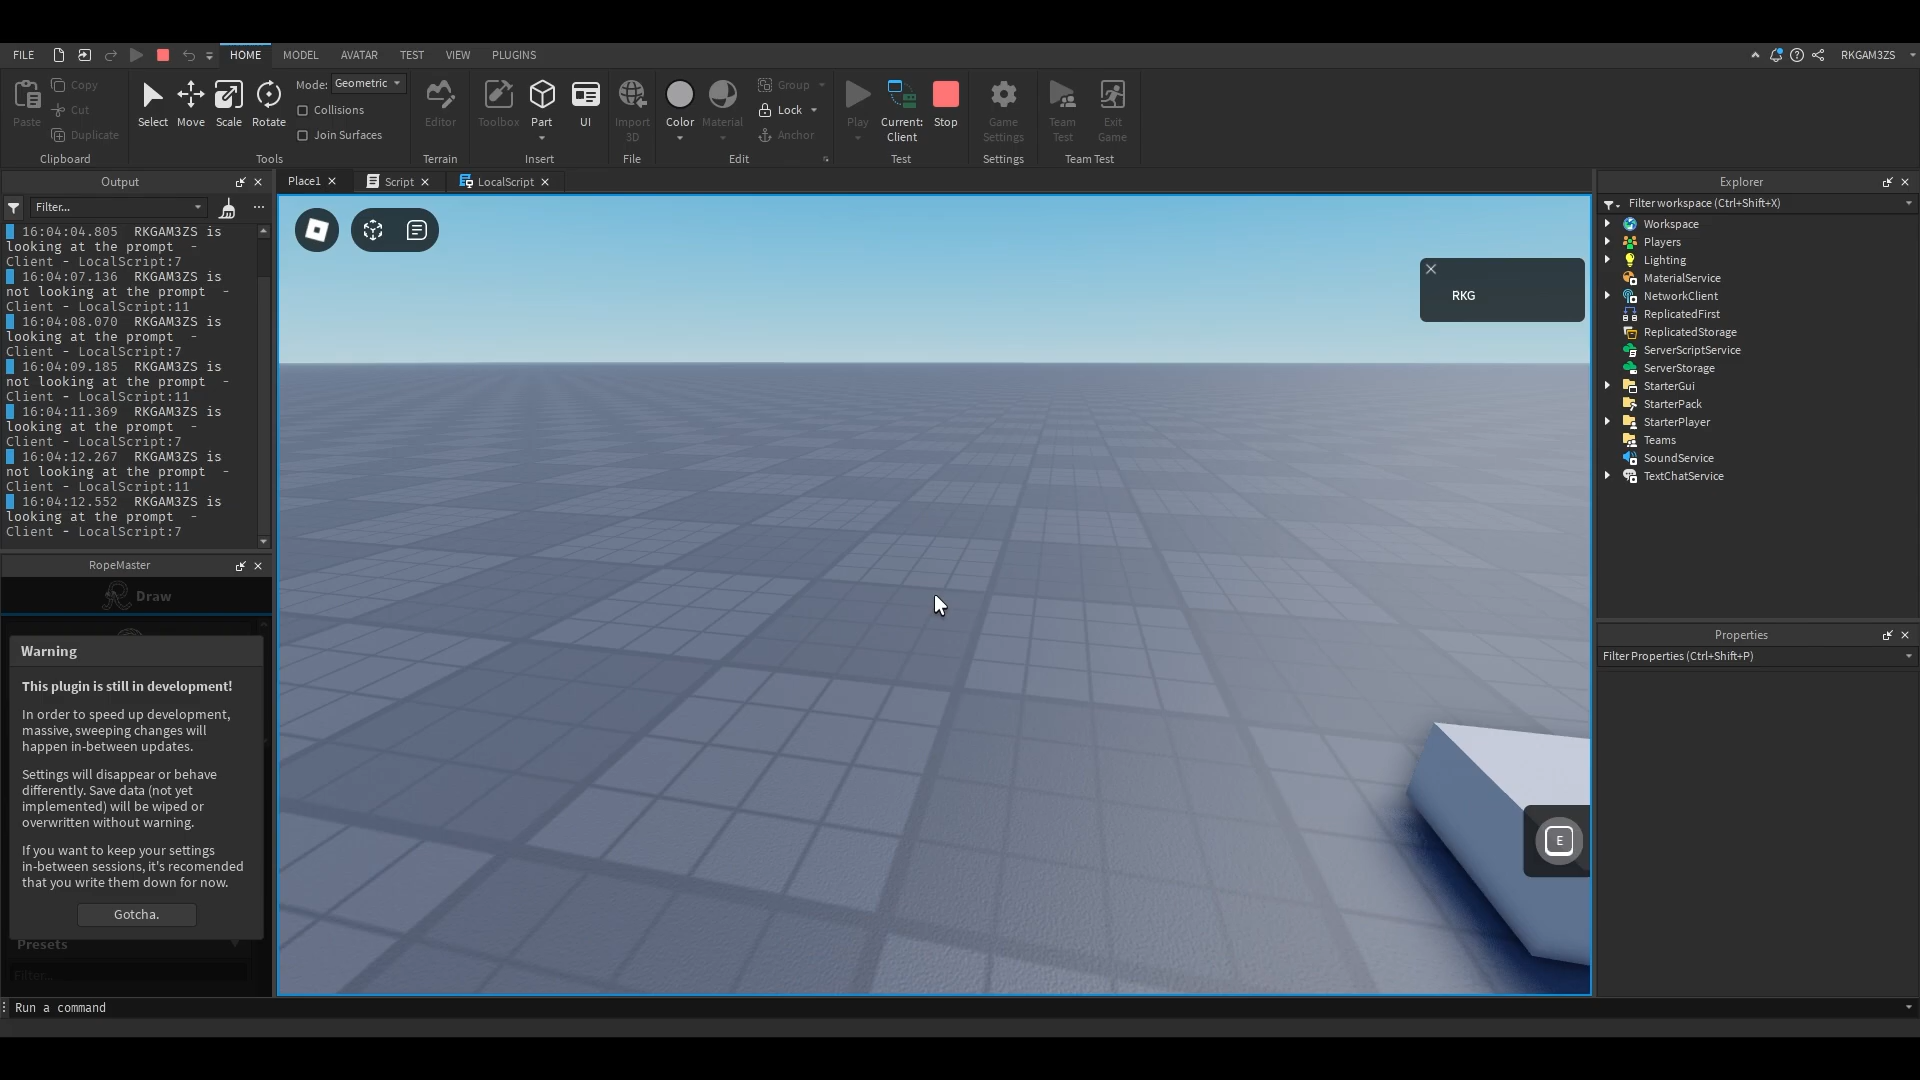 FILE HOME MODEL AVATAR TEST VIEW PLUGINS RKGAM3ZS
Paste Copy Cut Duplicate
Clipboard
Select Move Scale Rotate
Mode: Geometric
Collisions
Join Surfaces
Tools
Editor
Terrain
Toolbox Part UI
Insert
Import
3D
File
Color Material
Group
Lock
Anchor
Edit
Play
Current:
Client
Stop
Test
Game
Settings
Settings
Team
Test
Exit
Game
Team Test
Output
Filter...
16:04:04.805 RKGAM3ZS is
looking at the prompt -
Client - LocalScript:7
16:04:07.136 RKGAM3ZS is
not looking at the prompt -
Client - LocalScript:11
16:04:08.070 RKGAM3ZS is
looking at the prompt -
Client - LocalScript:7
16:04:09.185 RKGAM3ZS is
not looking at the prompt -
Client - LocalScript:11
16:04:11.369 RKGAM3ZS is
looking at the prompt -
Client - LocalScript:7
16:04:12.267 RKGAM3ZS is
not looking at the prompt -
Client - LocalScript:11
16:04:12.552 RKGAM3ZS is
looking at the prompt -
Client - LocalScript:7
RopeMaster
Draw
Warning
This plugin is still in development!
In order to speed up development,
massive, sweeping changes will
happen in-between updates.
Settings will disappear or behave
differently. Save data (not yet
implemented) will be wiped or
overwritten without warning.
If you want to keep your settings
in-between sessions, it's recomended
that you write them down for now.
Gotcha.
Presets
Filter...
Place1 Script LocalScript
RKG
E
Explorer
Filter workspace (Ctrl+Shift+X)
Workspace
Players
Lighting
MaterialService
NetworkClient
ReplicatedFirst
ReplicatedStorage
ServerScriptService
ServerStorage
StarterGui
StarterPack
StarterPlayer
Teams
SoundService
TextChatService
Properties
Filter Properties (Ctrl+Shift+P)
Run a command